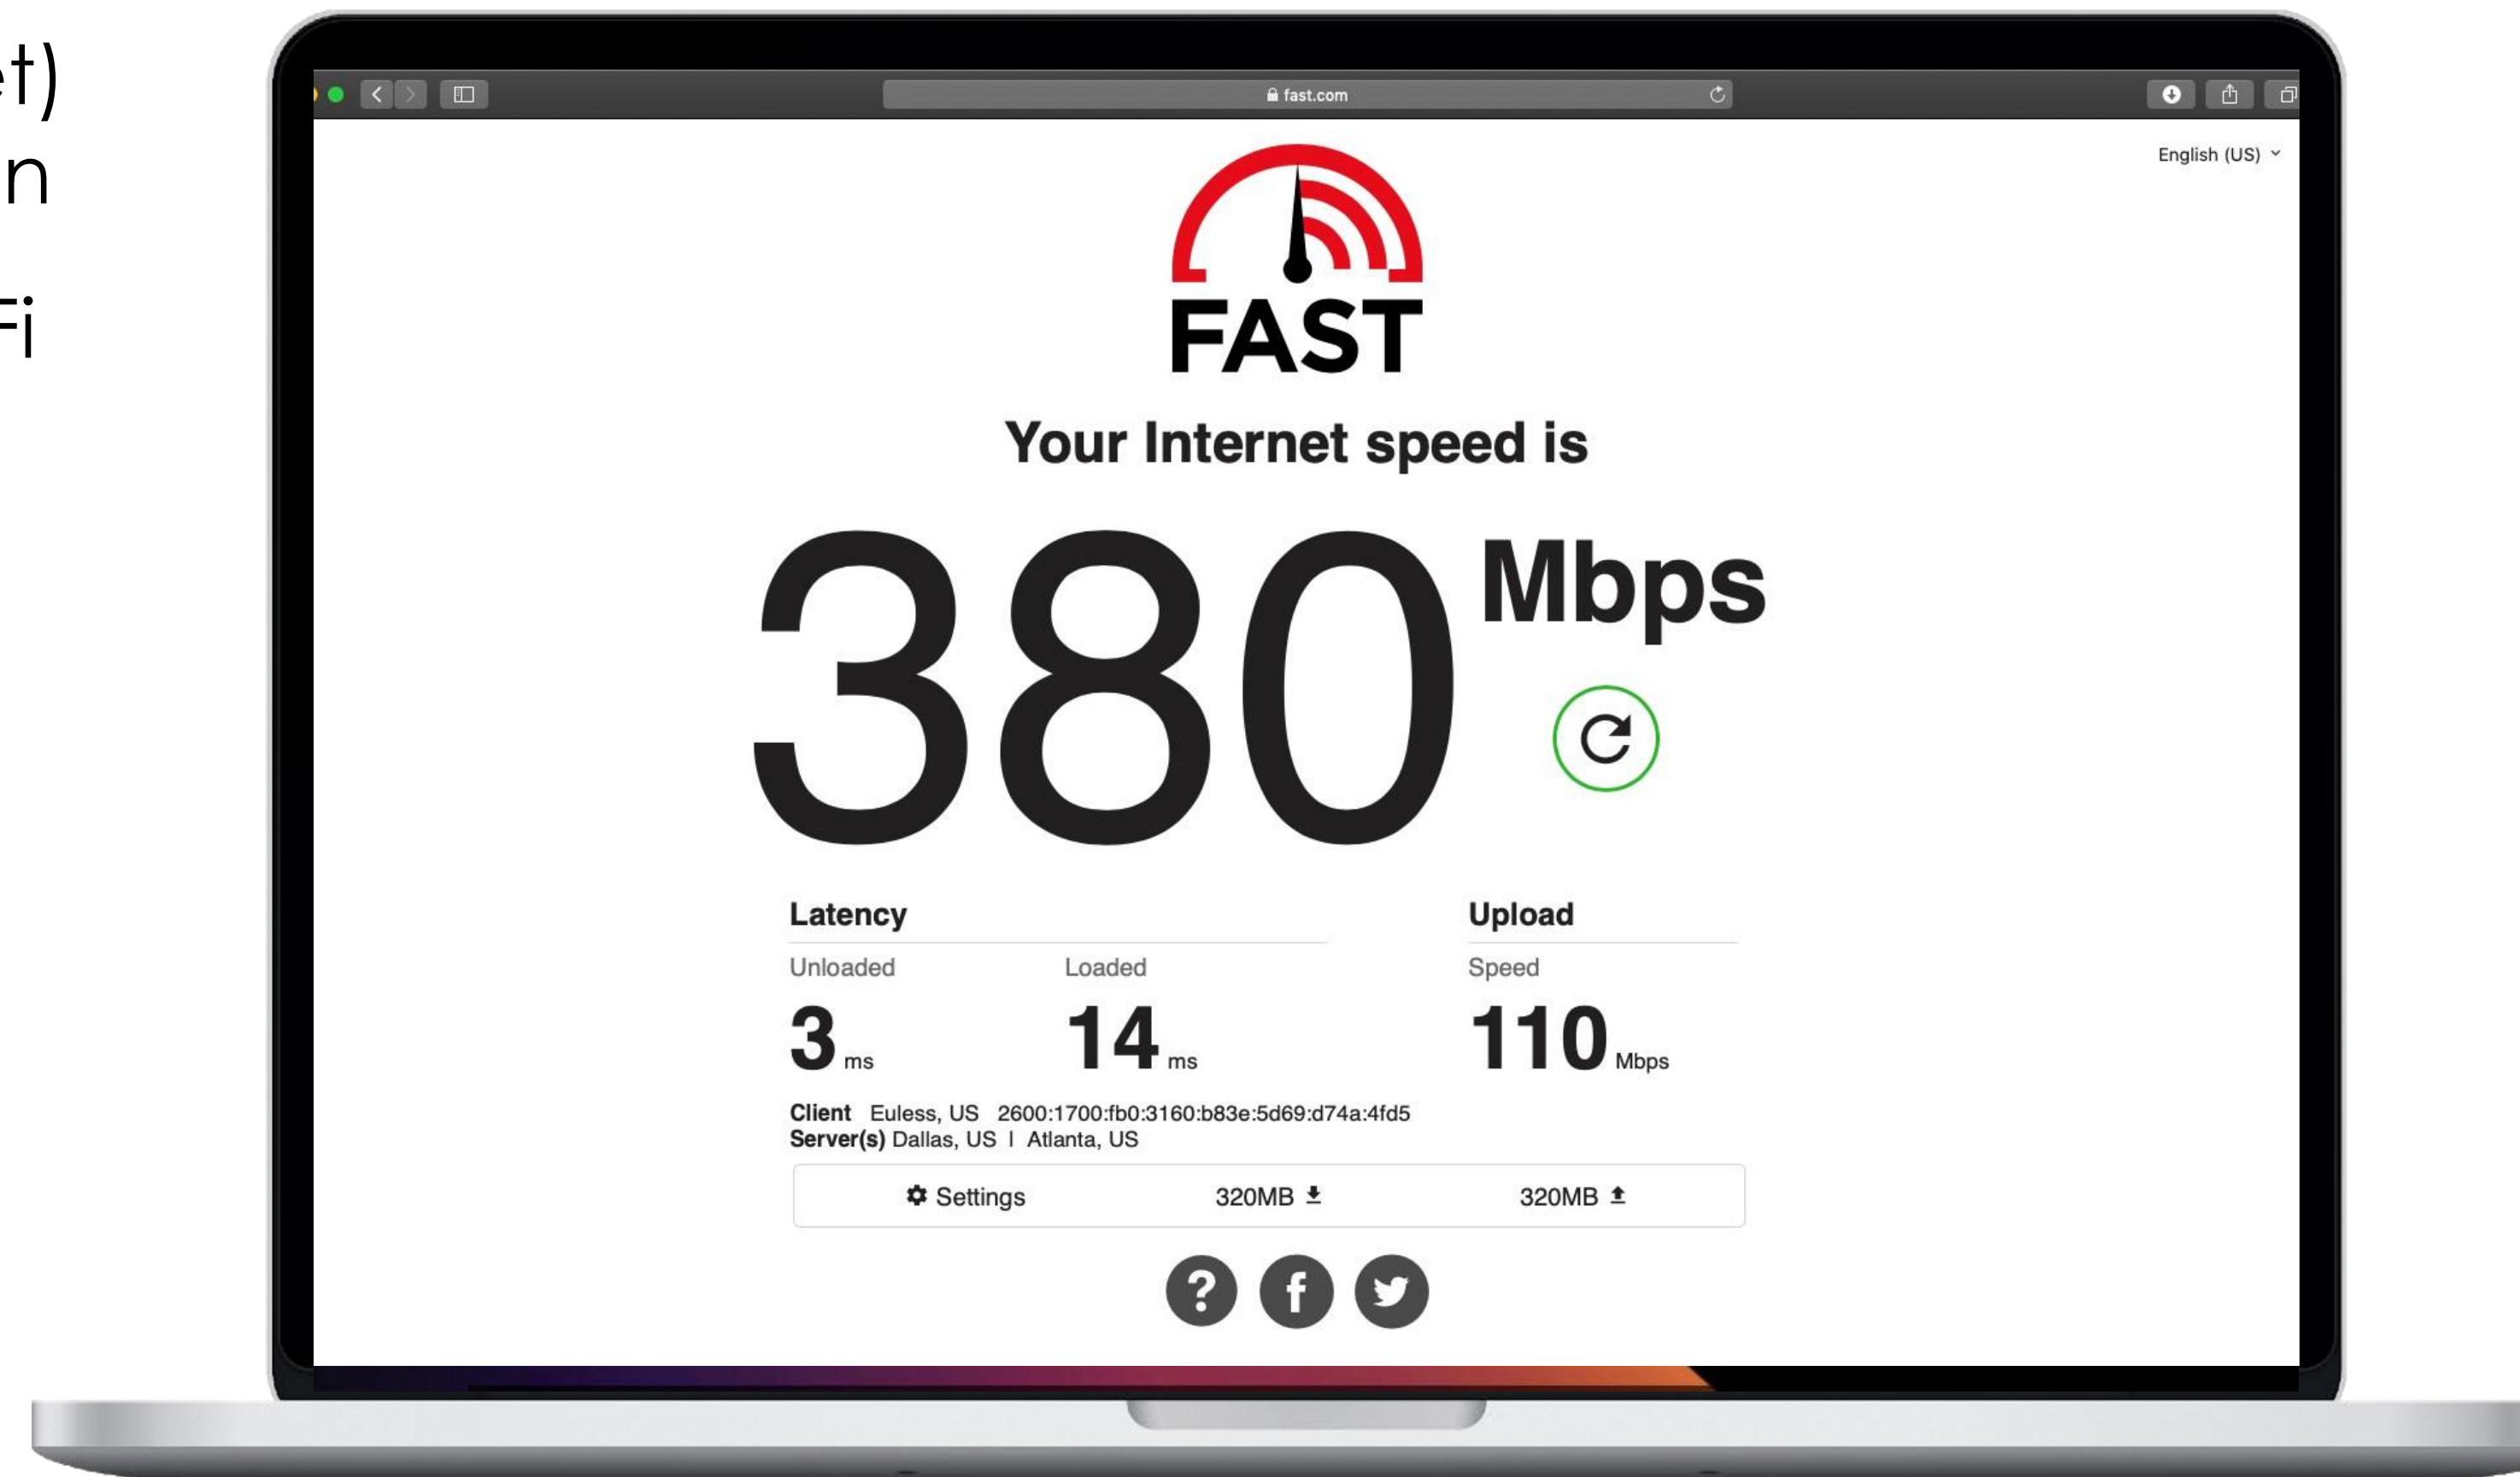 et)
n
Fi
fast.com
English (US)
FAST
Your Internet speed is
380 Mbps
Latency Upload
Unloaded Loaded Speed
3 ms 14 ms 110 Mbps
Client Euless, US 2600:1700:fb0:3160:b83e:5d69:d74a:4fd5
Server(s) Dallas, US | Atlanta, US
Settings 320MB 320MB